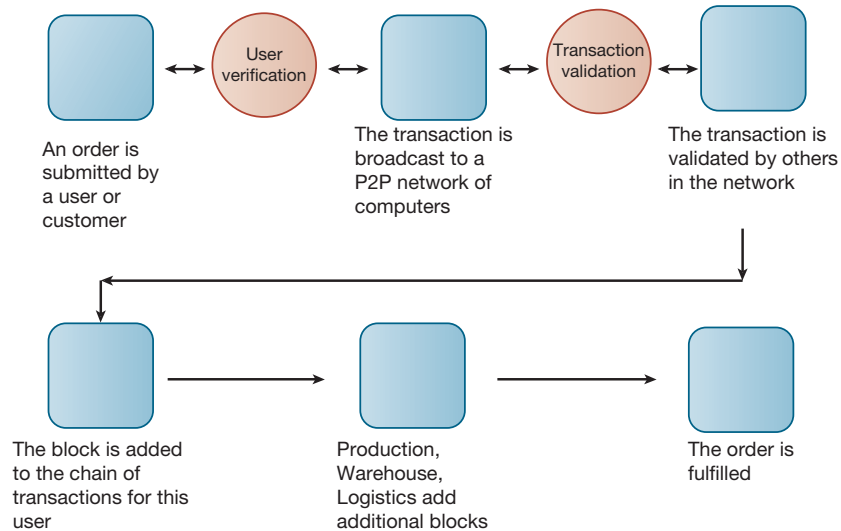 User
verification
Transaction
validation
An order is
submitted by
a user or
customer
The transaction is
broadcast to a
P2P network of
computers
The transaction is
validated by others
in the network
The block is added
to the chain of
transactions for this
user
Production,
Warehouse,
Logistics add
additional blocks
The order is
fulfilled